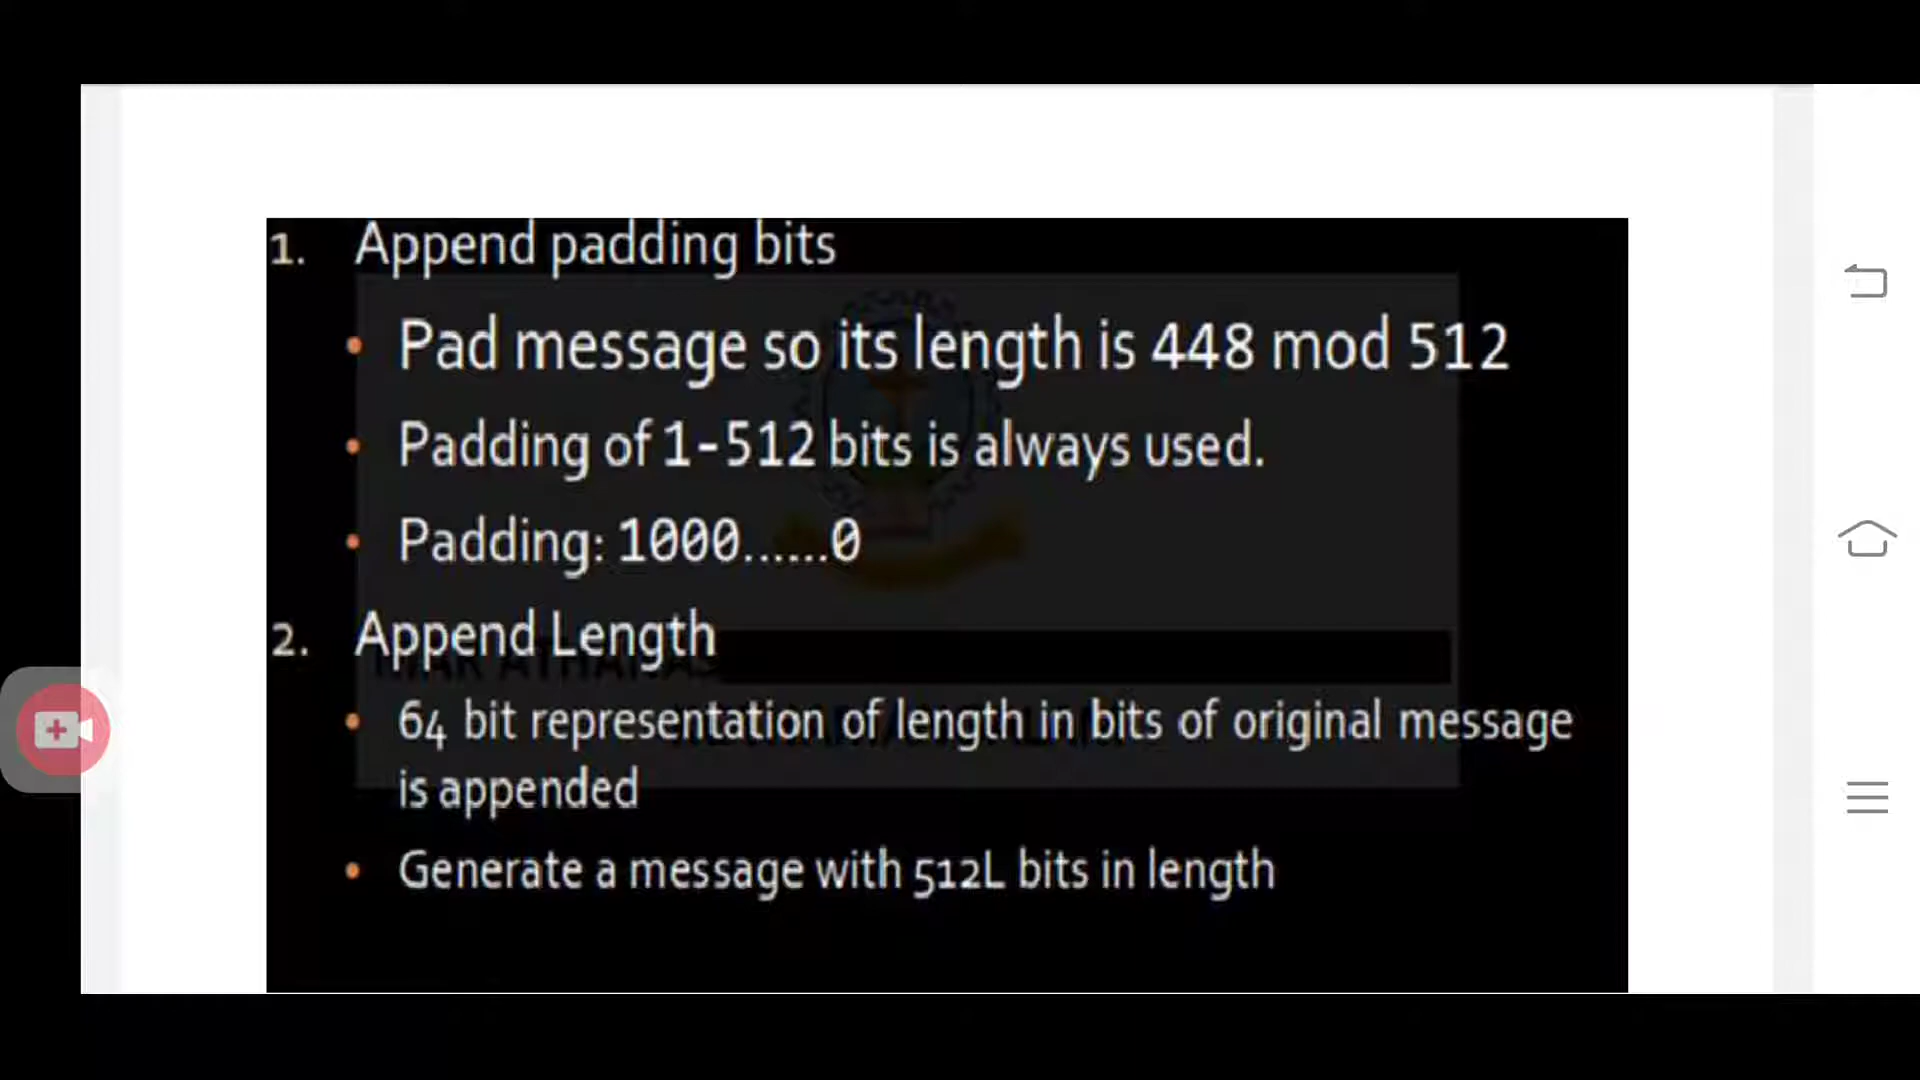 1. Append padding bits
• Pad message so its length is 448 mod 512
• Padding of 1-512 bits is always used.
• Padding: 1000......0
2. Append Length
• 64 bit representation of length in bits of original message
is appended
• Generate a message with 512L bits in length